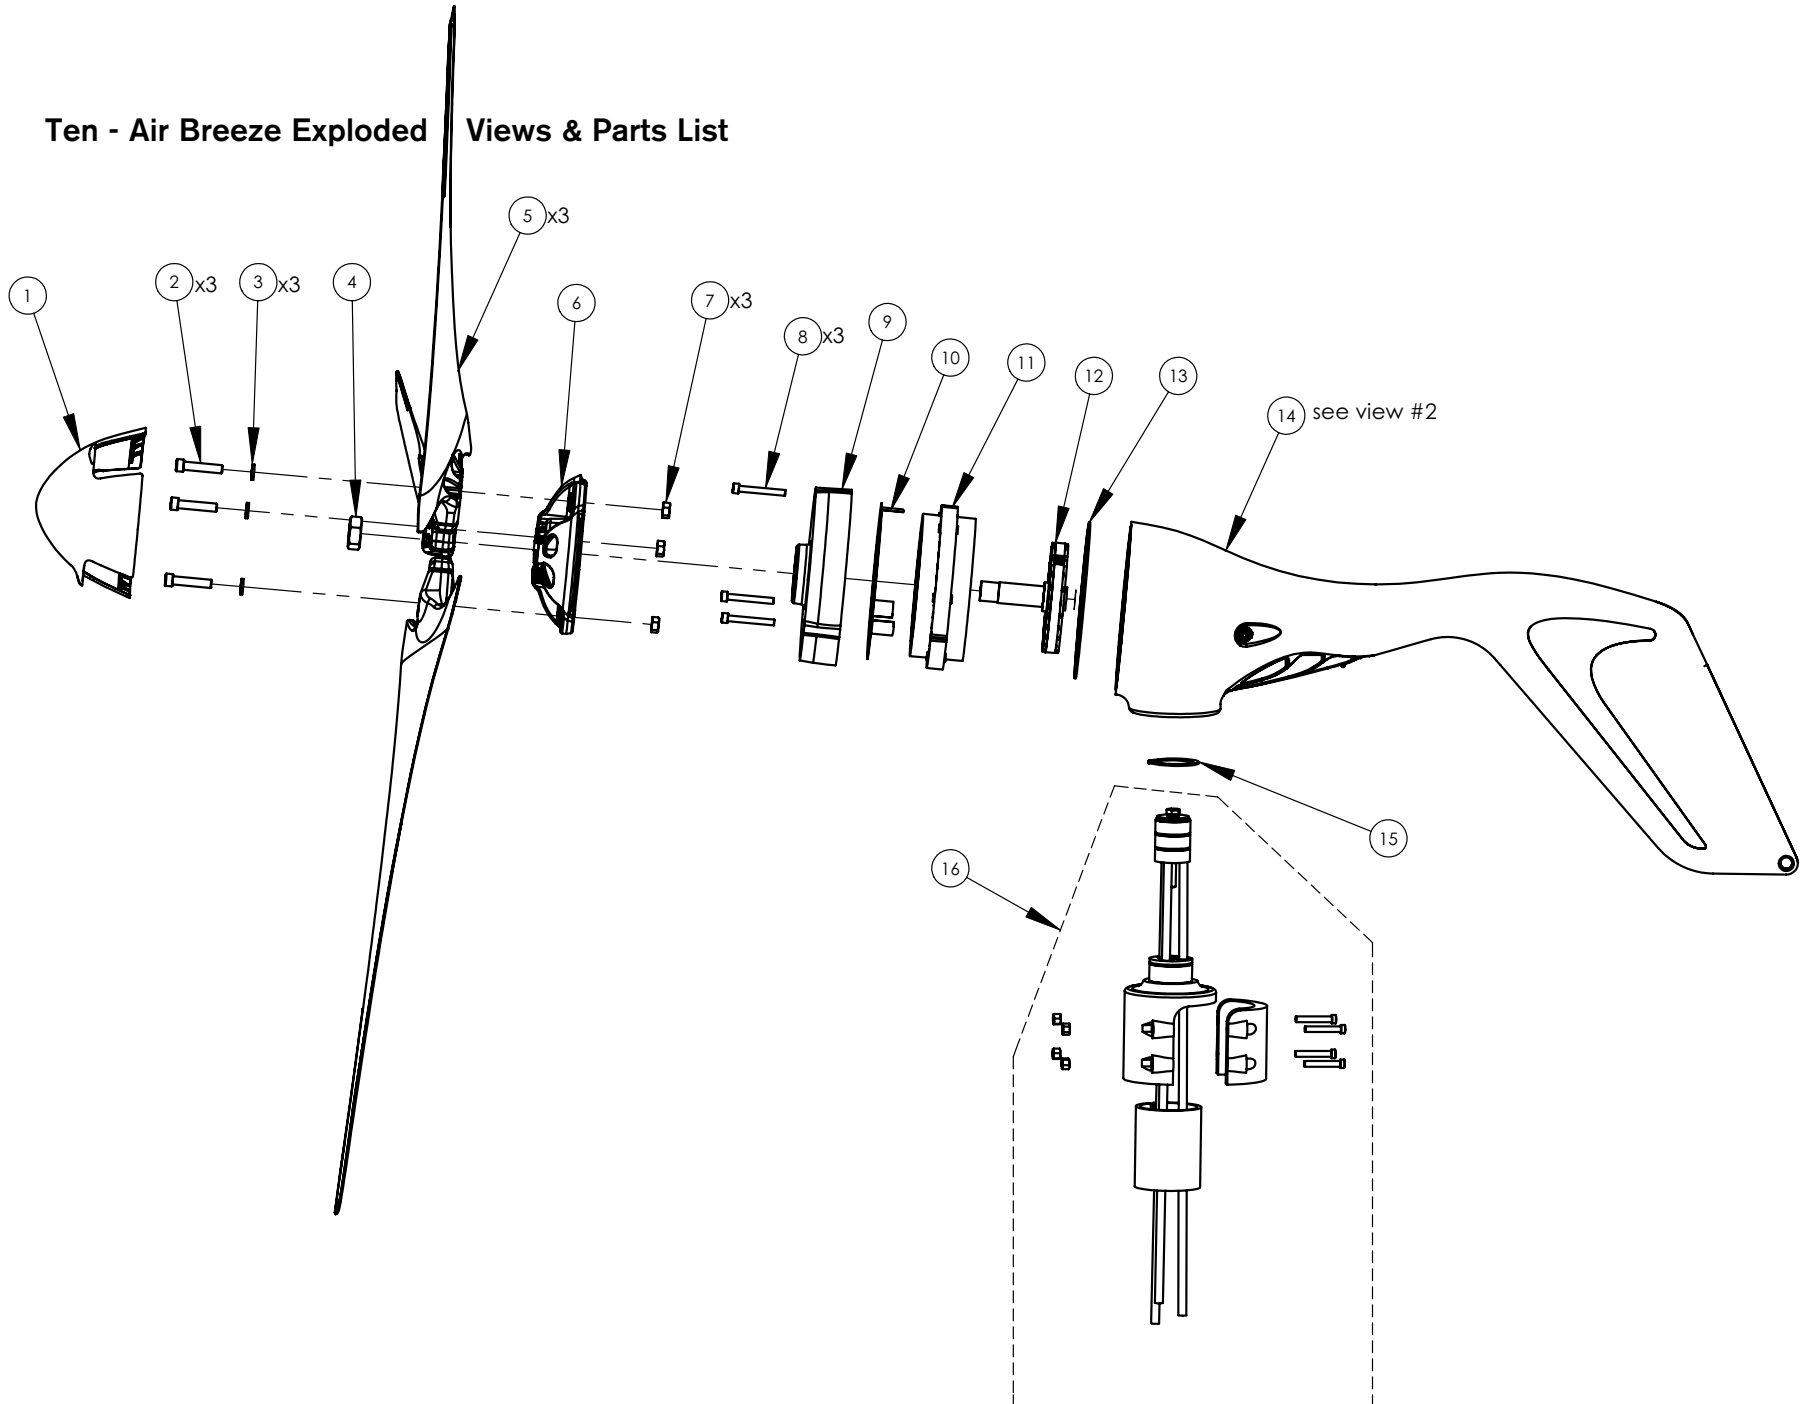 Ten - Air Breeze Exploded Views & Parts List
5 x3
1
2 x3
3 x3
4
6
7 x3
8 x3
9
10
11
12
13
14 see view #2
15
16